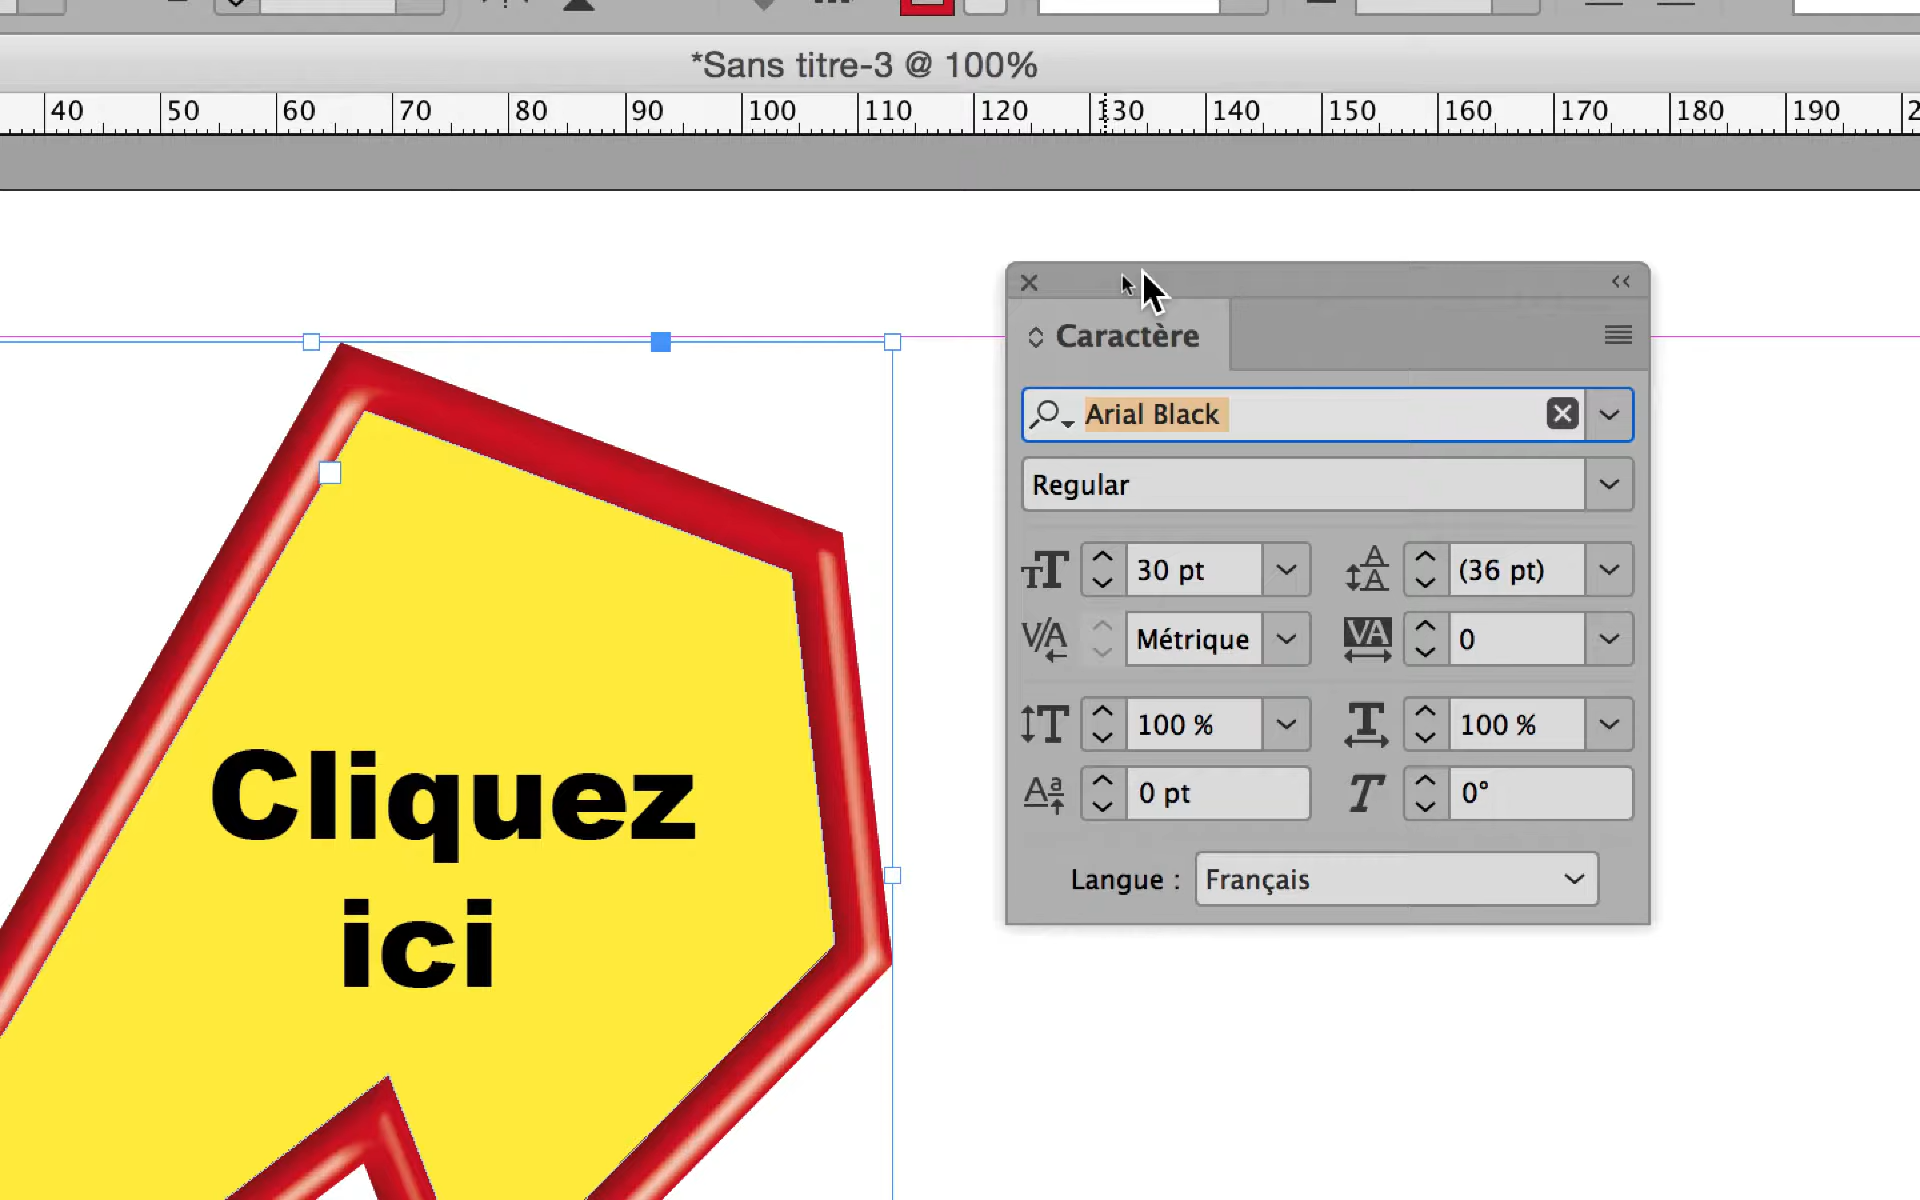 *Sans titre-3 @ 100%
40 50 60 70 80 90 100 110 120 130 140 150 160 170 180 190 2
Caractère
Arial Black
Regular
30 pt
(36 pt)
Métrique
0
100 %
100 %
0 pt
0°
Langue :
Français
Cliquez
ici